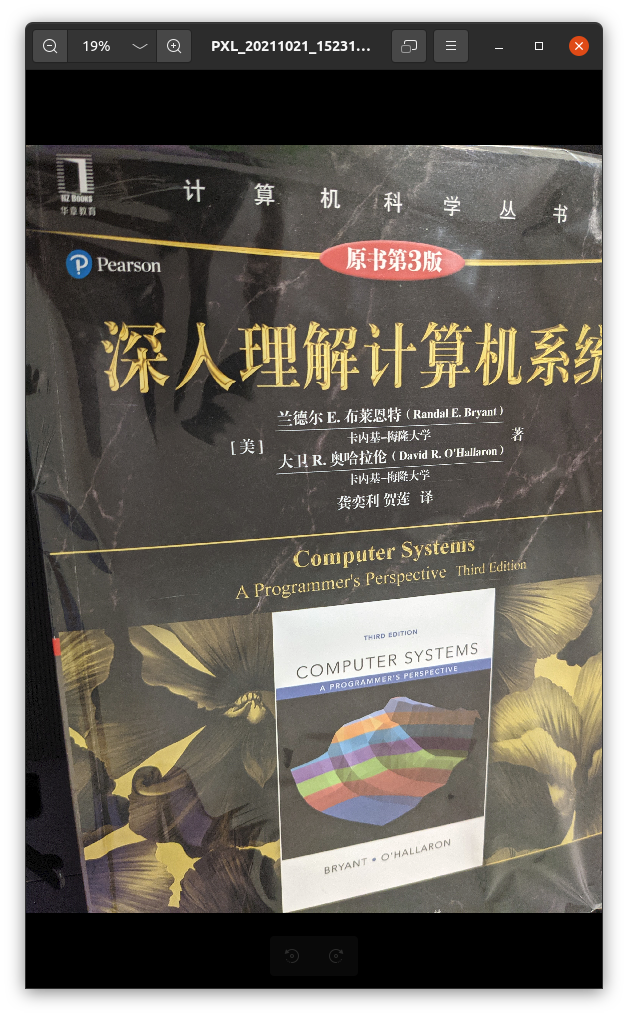 19%
PXL_20211021_15231...
HZ Books
华章教育
计算机科学丛书
Pearson
原书第3版
深入理解计算机系统
[美]
兰德尔 E. 布莱恩特（Randal E. Bryant）
卡内基-梅隆大学
大卫 R. 奥哈拉伦（David R. O'Hallaron）
卡内基-梅隆大学
著
龚奕利 贺莲 译
Computer Systems
A Programmer's Perspective Third Edition
THIRD EDITION
COMPUTER SYSTEMS
A PROGRAMMER'S PERSPECTIVE
BRYANT • O'HALLARON